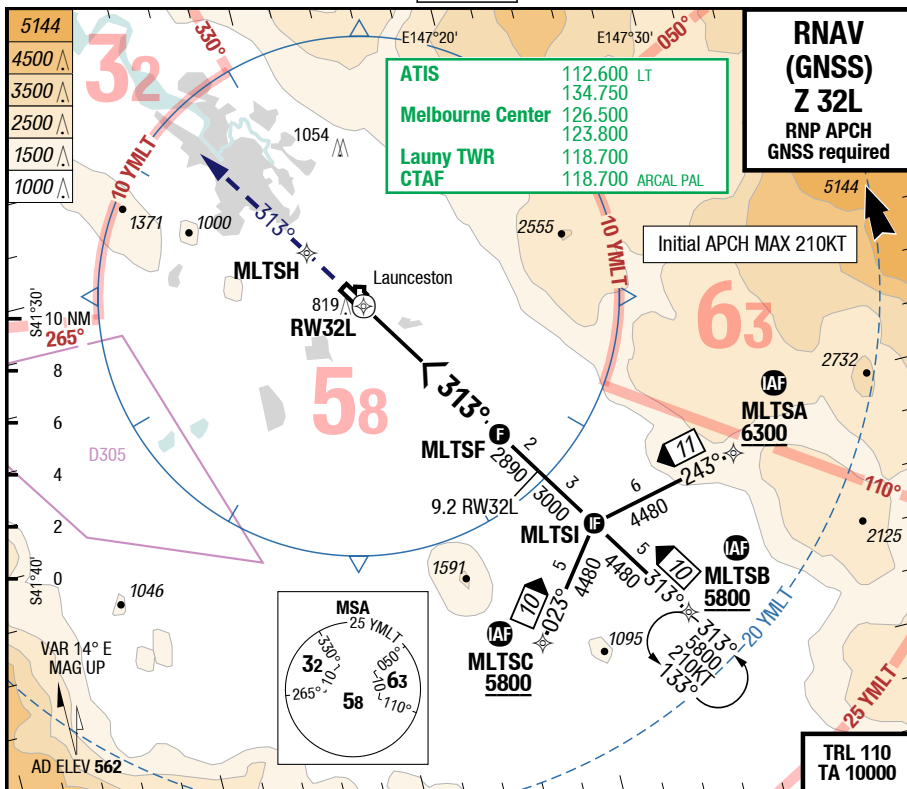 5144
4500
3500
2500
1500
1000
32
330°
E147°20'
E147°30'
050°
RNAV
(GNSS)
Z 32L
RNP APCH
GNSS required
ATIS 112.600 LT
134.750
Melbourne Center 126.500
123.800
Launy TWR 118.700
CTAF 118.700 ARCAL PAL
1054
10 YMLT
1371
1000
313°
MLTSH
2555
10 YMLT
Initial APCH MAX 210KT
5144
Launceston
819
RW32L
S41°30'
10 NM
265°
8
6
4
2
0
S41°40'
63
58
2732
IAF
MLTSA
6300
313°
F
MLTSF
2
2890
3
3000
9.2 RW32L
11
243°
6
4480
110°
D305
IF
MLTSI
2125
5
4480
10
313°
IAF
MLTSB
5800
1591
5
4480
10
023°
IAF
MLTSC
5800
1046
1095
313°
5800
210KT
133°
20 YMLT
MSA
25 YMLT
330°
050°
32
10
10
63
265°
58
110°
VAR 14° E
MAG UP
25 YMLT
AD ELEV 562
TRL 110
TA 10000